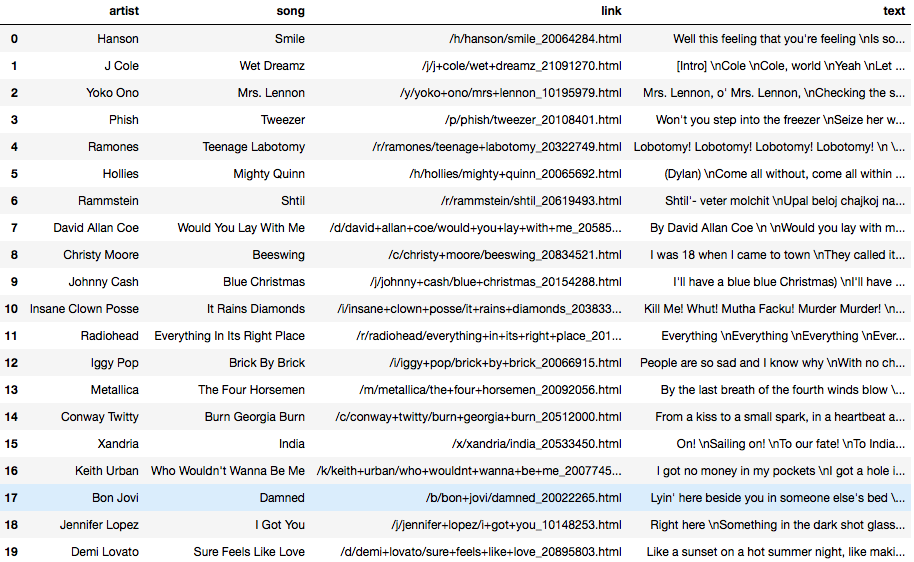 artist song link text
0 Hanson Smile /h/hanson/smile_20064284.html Well this feeling that you're feeling \nIs so...
1 J Cole Wet Dreamz /j/j+cole/wet+dreamz_21091270.html [Intro] \nCole \nCole, world \nYeah \nLet ...
2 Yoko Ono Mrs. Lennon /y/yoko+ono/mrs+lennon_10195979.html Mrs. Lennon, o' Mrs. Lennon, \nChecking the s...
3 Phish Tweezer /p/phish/tweezer_20108401.html Won't you step into the freezer \nSeize her w...
4 Ramones Teenage Labotomy /r/ramones/teenage+labotomy_20322749.html Lobotomy! Lobotomy! Lobotomy! Lobotomy! \n \...
5 Hollies Mighty Quinn /h/hollies/mighty+quinn_20065692.html (Dylan) \nCome all without, come all within ...
6 Rammstein Shtil /r/rammstein/shtil_20619493.html Shtil'- veter molchit \nUpal beloj chajkoj na...
7 David Allan Coe Would You Lay With Me /d/david+allan+coe/would+you+lay+with+me_20585... By David Allan Coe \n \nWould you lay with m...
8 Christy Moore Beeswing /c/christy+moore/beeswing_20834521.html I was 18 when I came to town \nThey called it...
9 Johnny Cash Blue Christmas /j/johnny+cash/blue+christmas_20154288.html I'll have a blue blue Christmas) \nI'll have ...
10 Insane Clown Posse It Rains Diamonds /i/insane+clown+posse/it+rains+diamonds_203833... Kill Me! Whut! Mutha Facku! Murder Murder! \n...
11 Radiohead Everything In Its Right Place /r/radiohead/everything+in+its+right+place_201... Everything \nEverything \nEverything \nEver...
12 Iggy Pop Brick By Brick /i/iggy+pop/brick+by+brick_20066915.html People are so sad and I know why \nWith no ch...
13 Metallica The Four Horsemen /m/metallica/the+four+horsemen_20092056.html By the last breath of the fourth winds blow \...
14 Conway Twitty Burn Georgia Burn /c/conway+twitty/burn+georgia+burn_20512000.html From a kiss to a small spark, in a heartbeat a...
15 Xandria India /x/xandria/india_20533450.html On! \nSailing on! \nTo our fate! \nTo India...
16 Keith Urban Who Wouldn't Wanna Be Me /k/keith+urban/who+wouldnt+wanna+be+me_2007745... I got no money in my pockets \nI got a hole i...
17 Bon Jovi Damned /b/bon+jovi/damned_20022265.html Lyin' here beside you in someone else's bed \...
18 Jennifer Lopez I Got You /j/jennifer+lopez/i+got+you_10148253.html Right here \nSomething in the dark shot glass...
19 Demi Lovato Sure Feels Like Love /d/demi+lovato/sure+feels+like+love_20895803.html Like a sunset on a hot summer night, like maki...